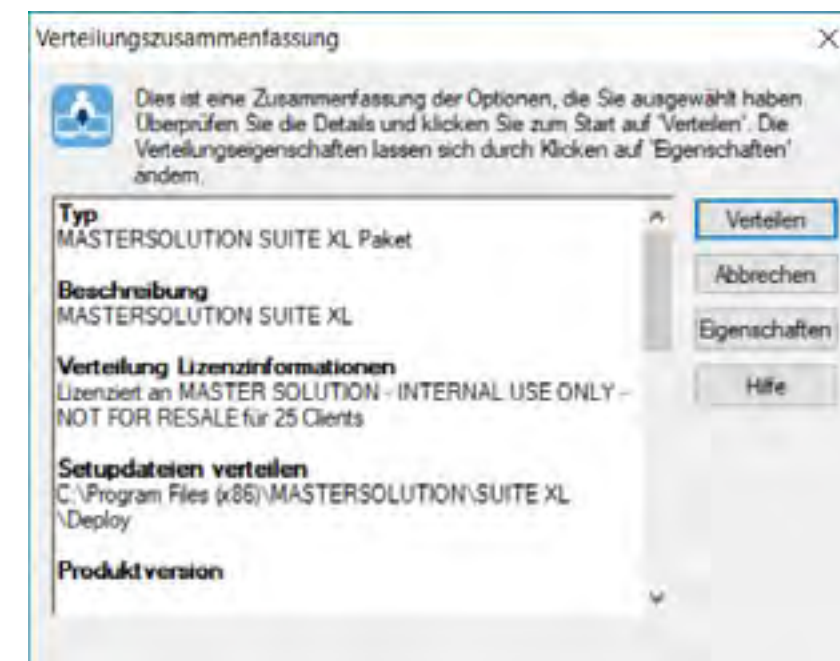 Verteilungszusammenfassung
Dies ist eine Zusammenfassung der Optionen, die Sie ausgewählt haben
Überprüfen Sie die Details und klicken Sie zum Start auf 'Verteilen'. Die
Verteilungseigenschaften lassen sich durch Klicken auf 'Eigenschaften'
ändern.
Typ
MASTERSOLUTION SUITE XL Paket
Beschreibung
MASTERSOLUTION SUITE XL
Verteilung Lizenzinformationen
Lizenziert an MASTER SOLUTION - INTERNAL USE ONLY -
NOT FOR RESALE für 25 Clients
Setupdateien verteilen
C:\Program Files (x86)\MASTERSOLUTION\SUITE XL
\Deploy
Produktversion
Verteilen
Abbrechen
Eigenschaften
Hilfe